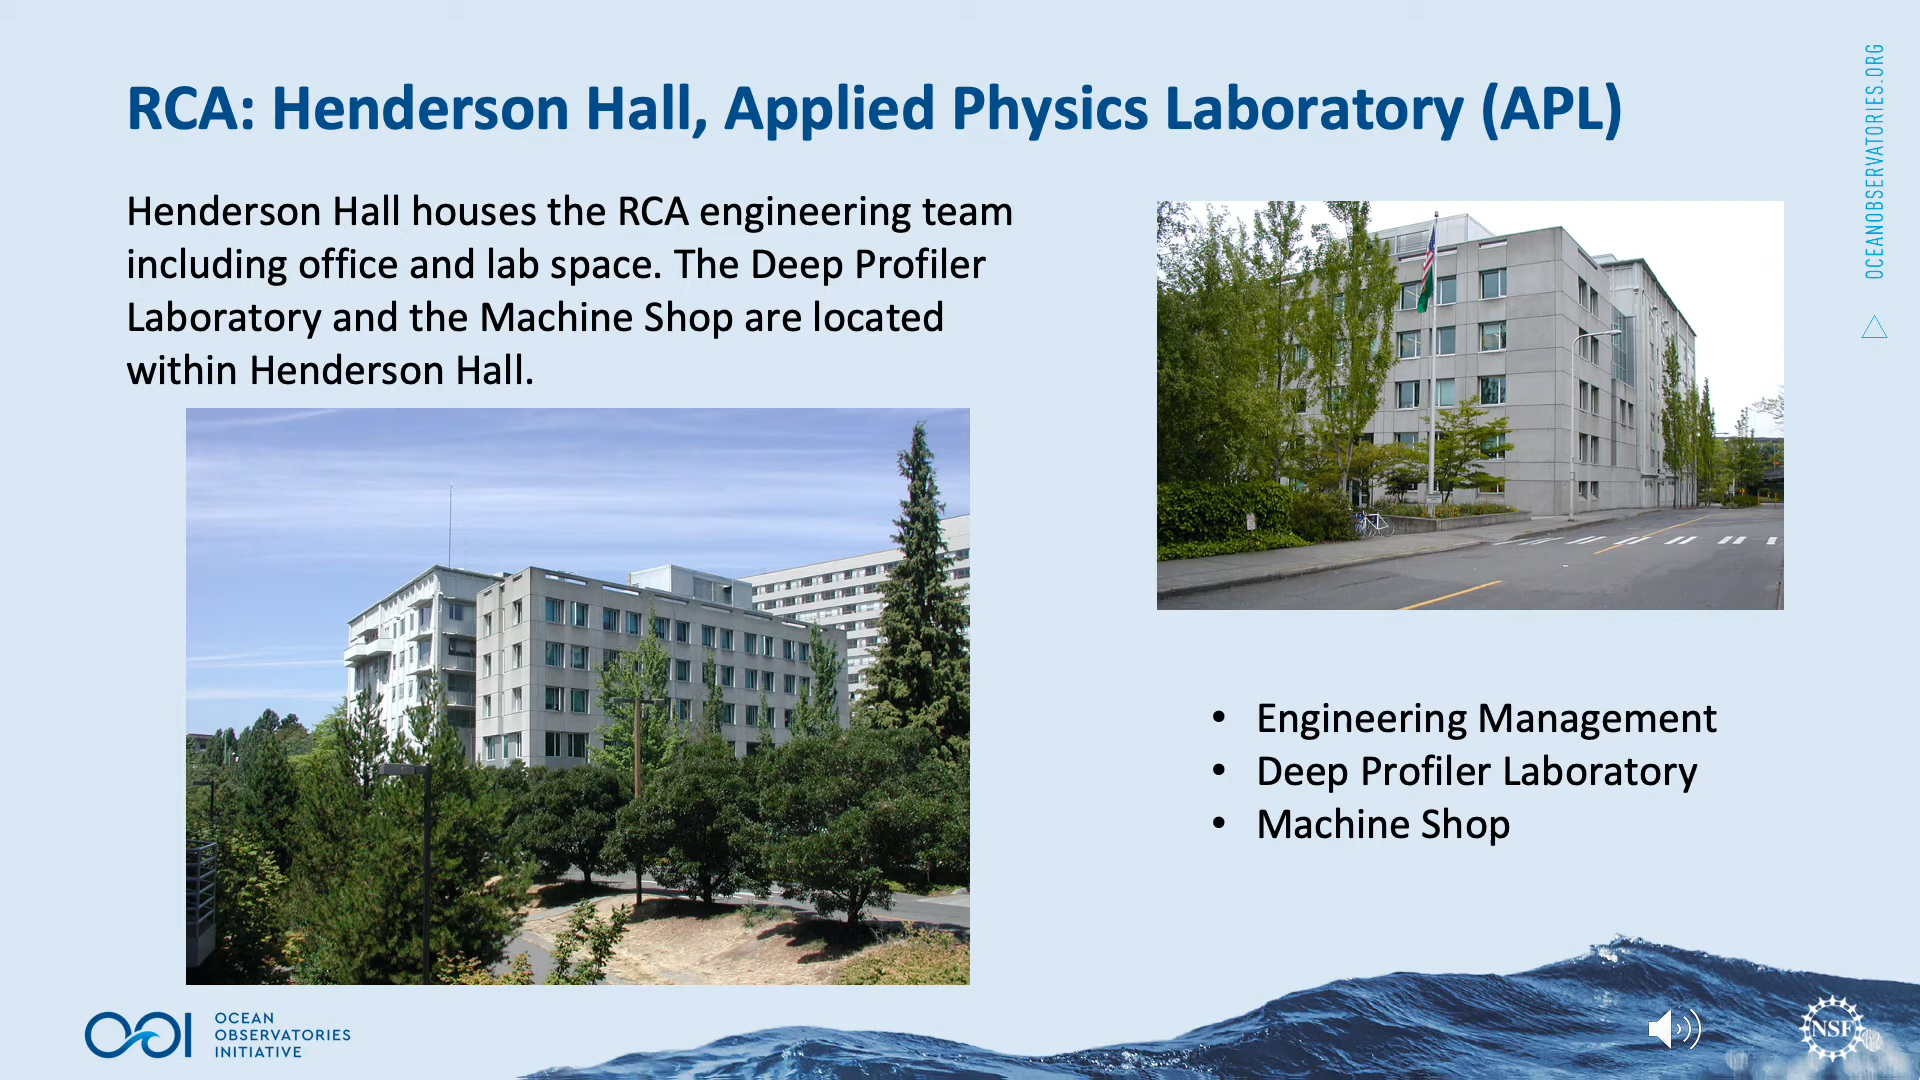 RCA: Henderson Hall, Applied Physics Laboratory (APL)
Henderson Hall houses the RCA engineering team
including office and lab space. The Deep Profiler
Laboratory and the Machine Shop are located
within Henderson Hall.
• Engineering Management
• Deep Profiler Laboratory
• Machine Shop
OCEANOBSERVATORIES.ORG
OOI
OCEAN
OBSERVATORIES
INITIATIVE
NSF